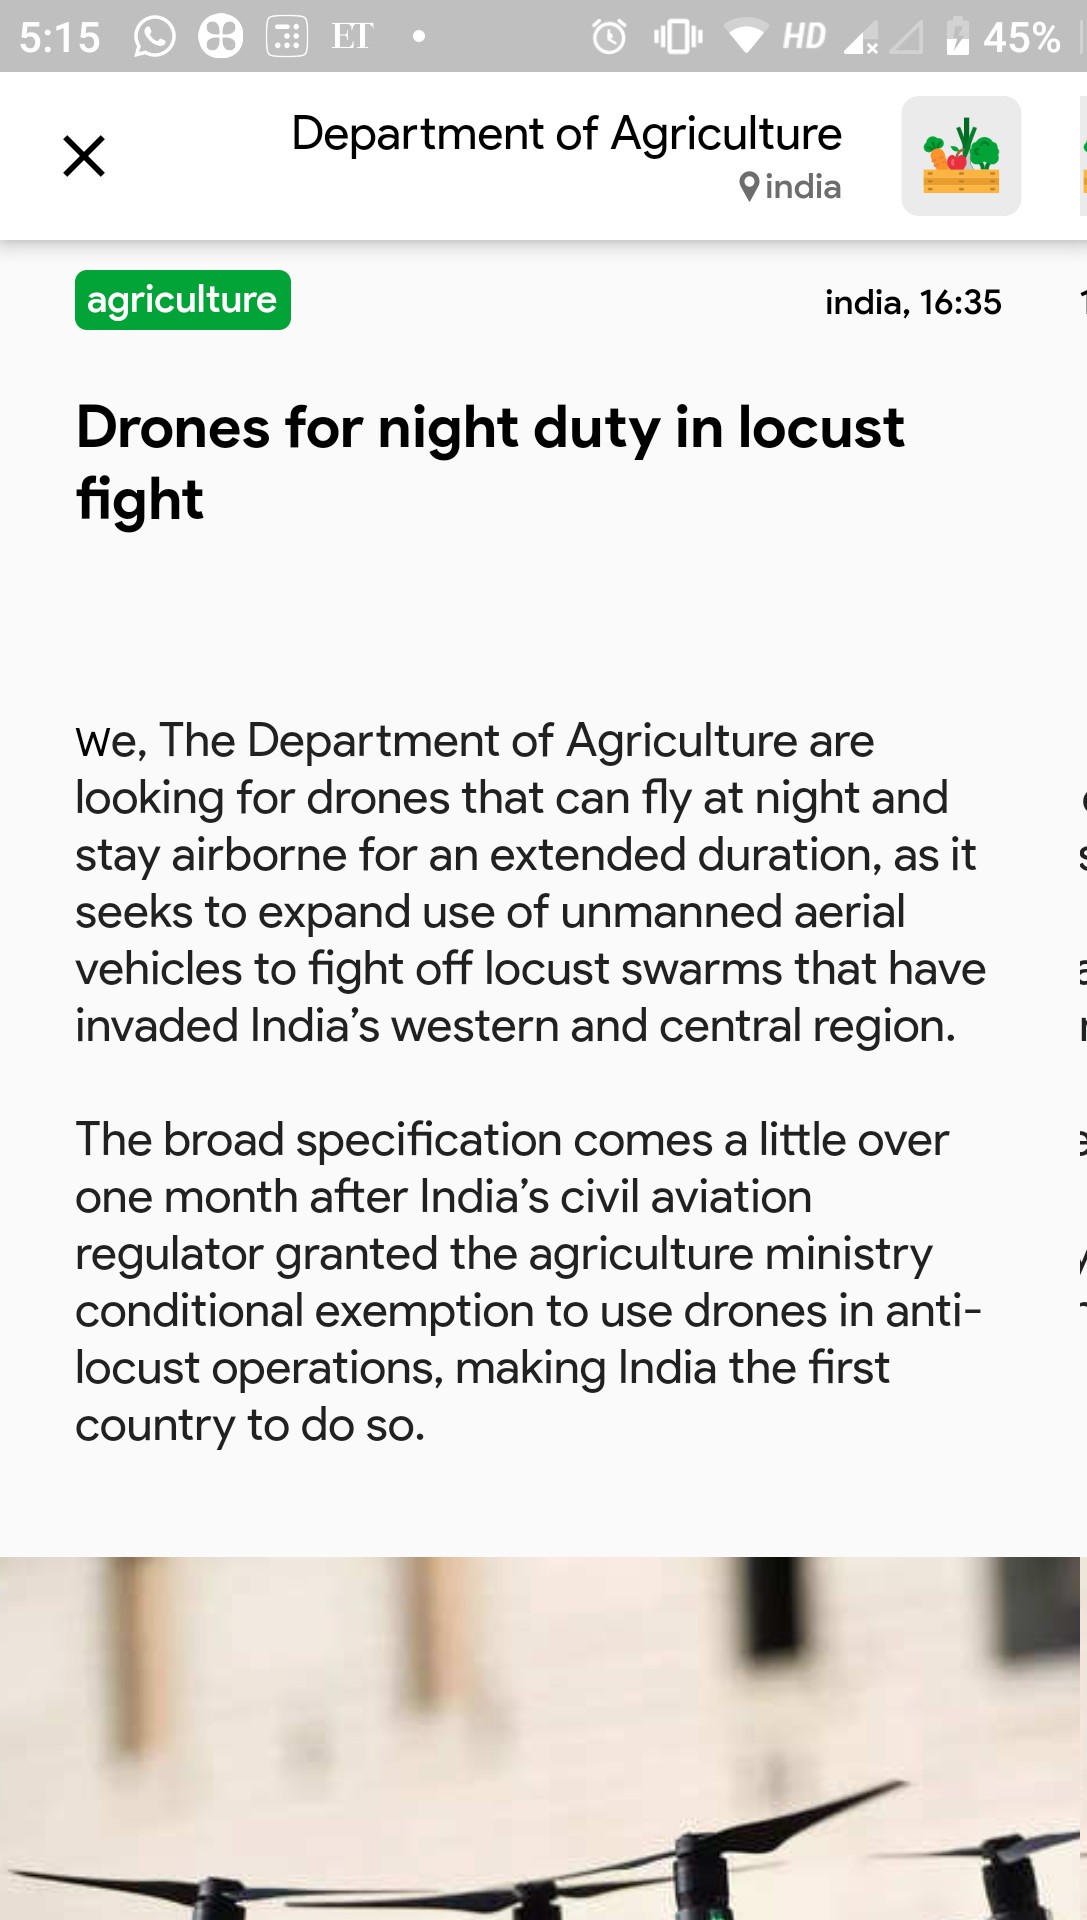 5:15 ET HD 45%
Department of Agriculture
india
agriculture
india, 16:35
Drones for night duty in locust
fight
We, The Department of Agriculture are
looking for drones that can fly at night and
stay airborne for an extended duration, as it
seeks to expand use of unmanned aerial
vehicles to fight off locust swarms that have
invaded India’s western and central region.
The broad specification comes a little over
one month after India’s civil aviation
regulator granted the agriculture ministry
conditional exemption to use drones in anti-
locust operations, making India the first
country to do so.